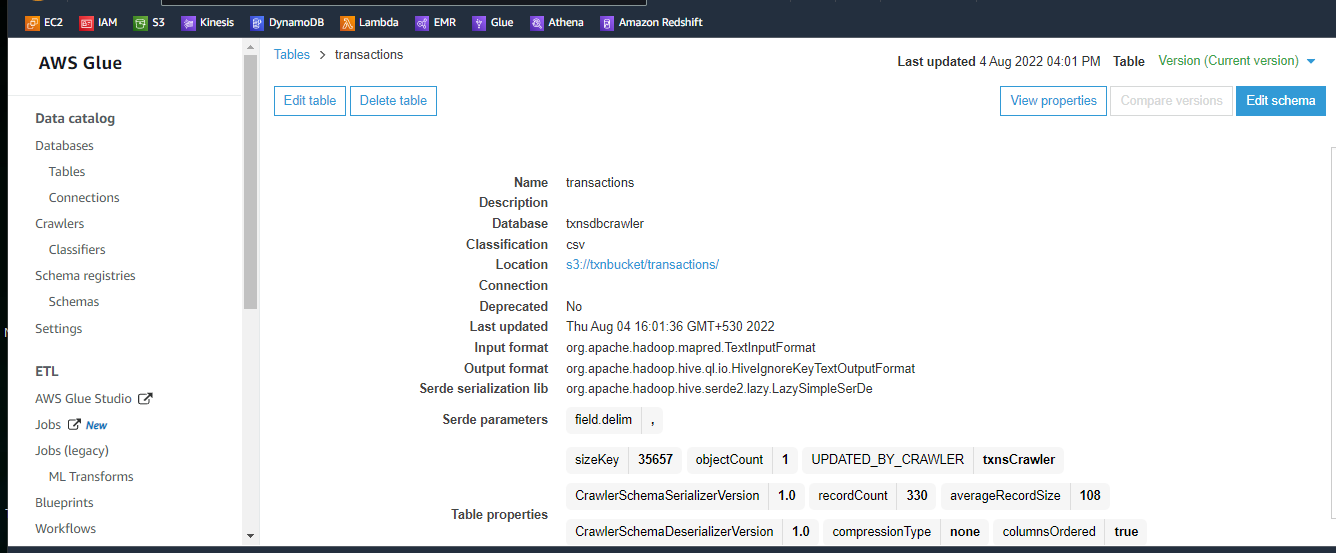 EC2 IAM S3 Kinesis DynamoDB Lambda EMR Glue Athena Amazon Redshift
AWS Glue
Data catalog
Databases
Tables
Connections
Crawlers
Classifiers
Schema registries
Schemas
Settings
ETL
AWS Glue Studio
Jobs New
Jobs (legacy)
ML Transforms
Blueprints
Workflows
Tables > transactions
Last updated 4 Aug 2022 04:01 PM Table Version (Current version)
Edit table Delete table
View properties Compare versions Edit schema
Name transactions
Description
Database txnsdbcrawler
Classification csv
Location s3://txnbucket/transactions/
Connection
Deprecated No
Last updated Thu Aug 04 16:01:36 GMT+530 2022
Input format org.apache.hadoop.mapred.TextInputFormat
Output format org.apache.hadoop.hive.ql.io.HiveIgnoreKeyTextOutputFormat
Serde serialization lib org.apache.hadoop.hive.serde2.lazy.LazySimpleSerDe
Serde parameters field.delim ,
sizeKey 35657 objectCount 1 UPDATED_BY_CRAWLER txnsCrawler
CrawlerSchemaSerializerVersion 1.0 recordCount 330 averageRecordSize 108
Table properties
CrawlerSchemaDeserializerVersion 1.0 compressionType none columnsOrdered true